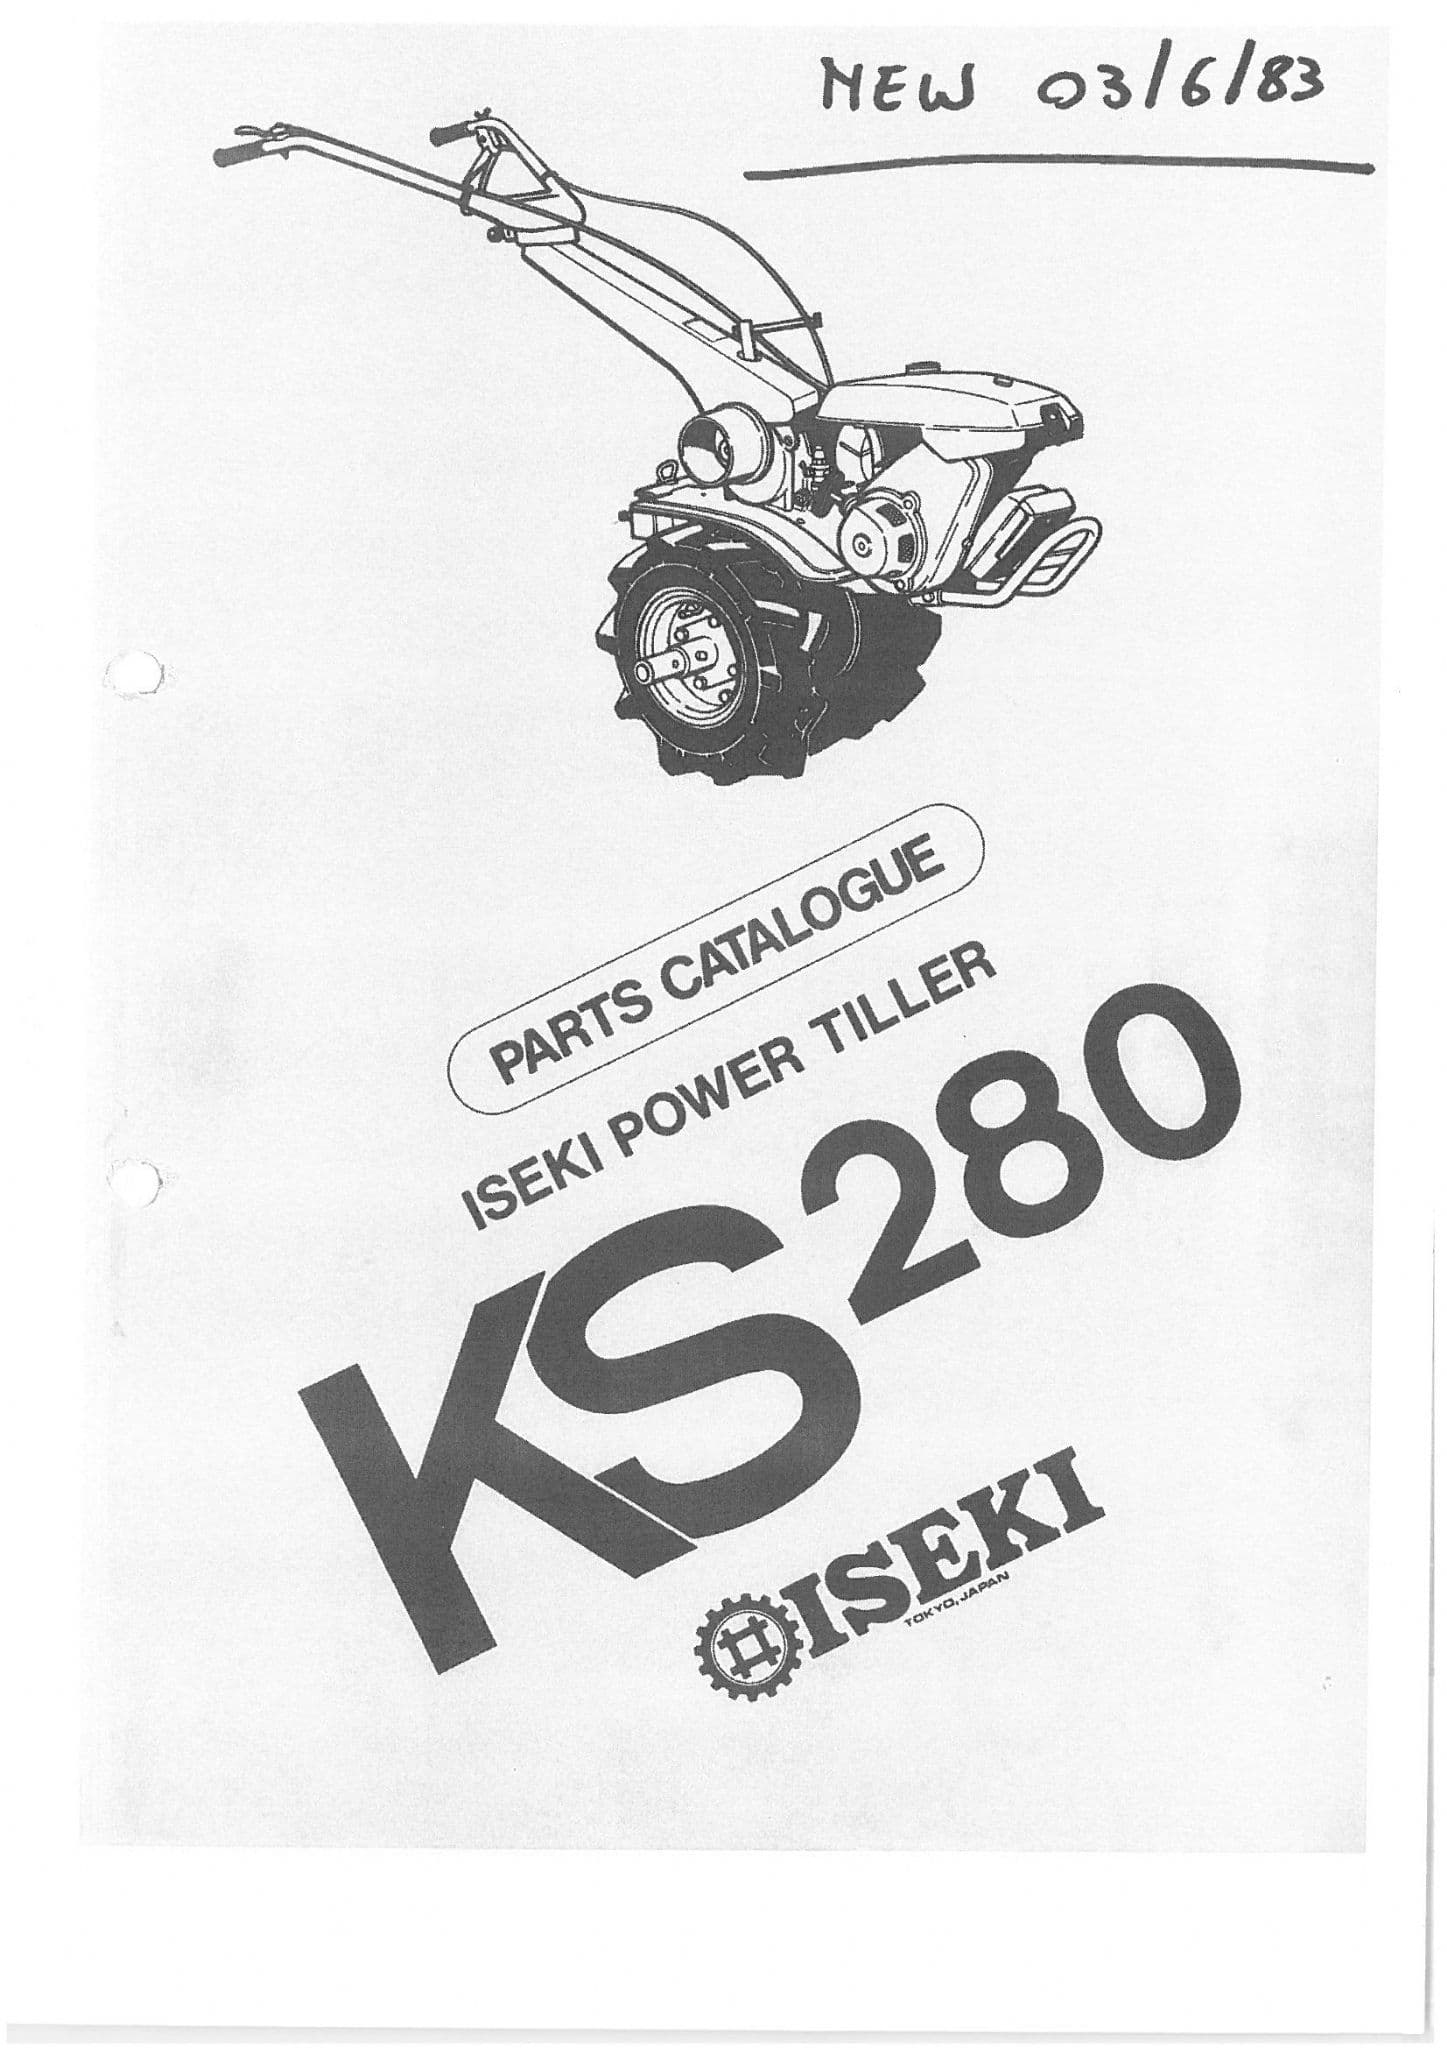 NEW 03/6/83
PARTS CATALOGUE
ISEKI POWER TILLER
KS280
ISEKI
TOKYO, JAPAN